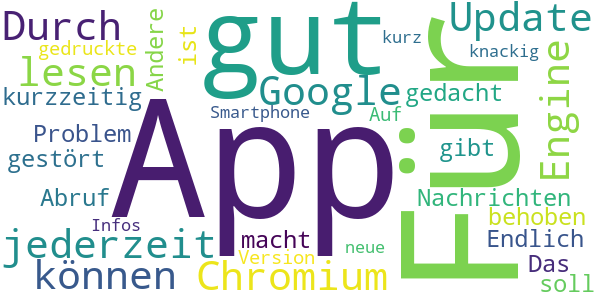 Durch
gedruckte
lesen
kurzzeitig
Andere
ist
gut
kurz
Update
knackig
Google
gedacht
Smartphone
Auf
Engine
Problem
gestört
App
Für
gibt
Abruf
Nachrichten
behoben
Infos
jederzeit
macht
neue
Endlich
Version
Das
können
Chromium
soll